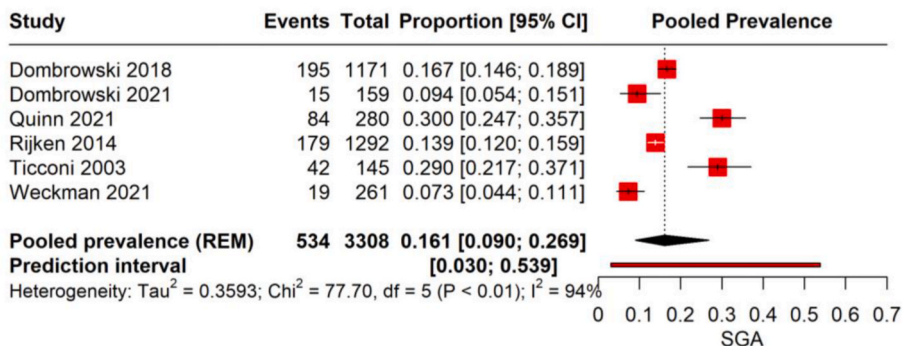 Study Events Total Proportion [95% CI] Pooled Prevalence
Dombrowski 2018 195 1171 0.167 [0.146; 0.189]
Dombrowski 2021 15 159 0.094 [0.054; 0.151]
Quinn 2021 84 280 0.300 [0.247; 0.357]
Rijken 2014 179 1292 0.139 [0.120; 0.159]
Ticconi 2003 42 145 0.290 [0.217; 0.371]
Weckman 2021 19 261 0.073 [0.044; 0.111]
Pooled prevalence (REM) 534 3308 0.161 [0.090; 0.269]
Prediction interval [0.030; 0.539]
Heterogeneity: Tau² = 0.3593; Chi² = 77.70, df = 5 (P < 0.01); I² = 94%
0 0.1 0.2 0.3 0.4 0.5 0.6 0.7
SGA